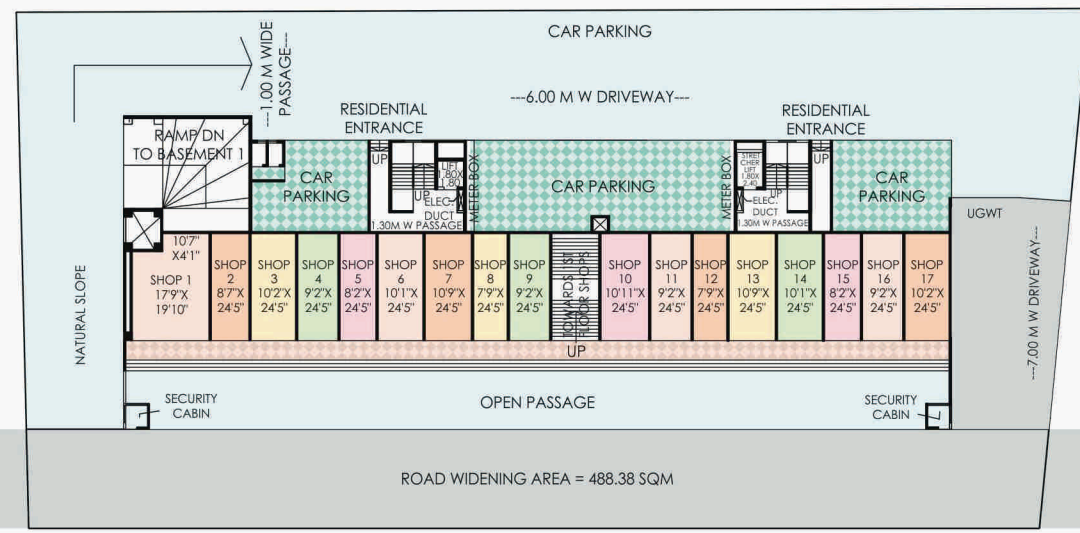 CAR PARKING
---1.00 M WIDE
PASSAGE---
---6.00 M W DRIVEWAY---
RESIDENTIAL
ENTRANCE
RESIDENTIAL
ENTRANCE
RAMP DN
TO BASEMENT 1
CAR
PARKING
UP
UP
LIFT
1.80X
1.80
ELEC.
DUCT
1.30M W PASSAGE
METER BOX
CAR PARKING
METER BOX
STRET
CHER
LIFT
1.80X
2.40
UP
UP
ELEC.
DUCT
1.30M W PASSAGE
CAR
PARKING
UGWT
NATURAL SLOPE
10'7"
X4'1"
SHOP 1
17'9"X
19'10"
SHOP
2
8'7"X
24'5"
SHOP
3
10'2"X
24'5"
SHOP
4
9'2"X
24'5"
SHOP
5
8'2"X
24'5"
SHOP
6
10'1"X
24'5"
SHOP
7
10'9"X
24'5"
SHOP
8
7'9"X
24'5"
SHOP
9
9'2"X
24'5"
TOWARDS 1ST
FLOOR SHOPS
SHOP
10
10'11"X
24'5"
SHOP
11
9'2"X
24'5"
SHOP
12
7'9"X
24'5"
SHOP
13
10'9"X
24'5"
SHOP
14
10'1"X
24'5"
SHOP
15
8'2"X
24'5"
SHOP
16
9'2"X
24'5"
SHOP
17
10'2"X
24'5"
---7.00 M W DRIVEWAY---
UP
SECURITY
CABIN
OPEN PASSAGE
SECURITY
CABIN
ROAD WIDENING AREA = 488.38 SQM